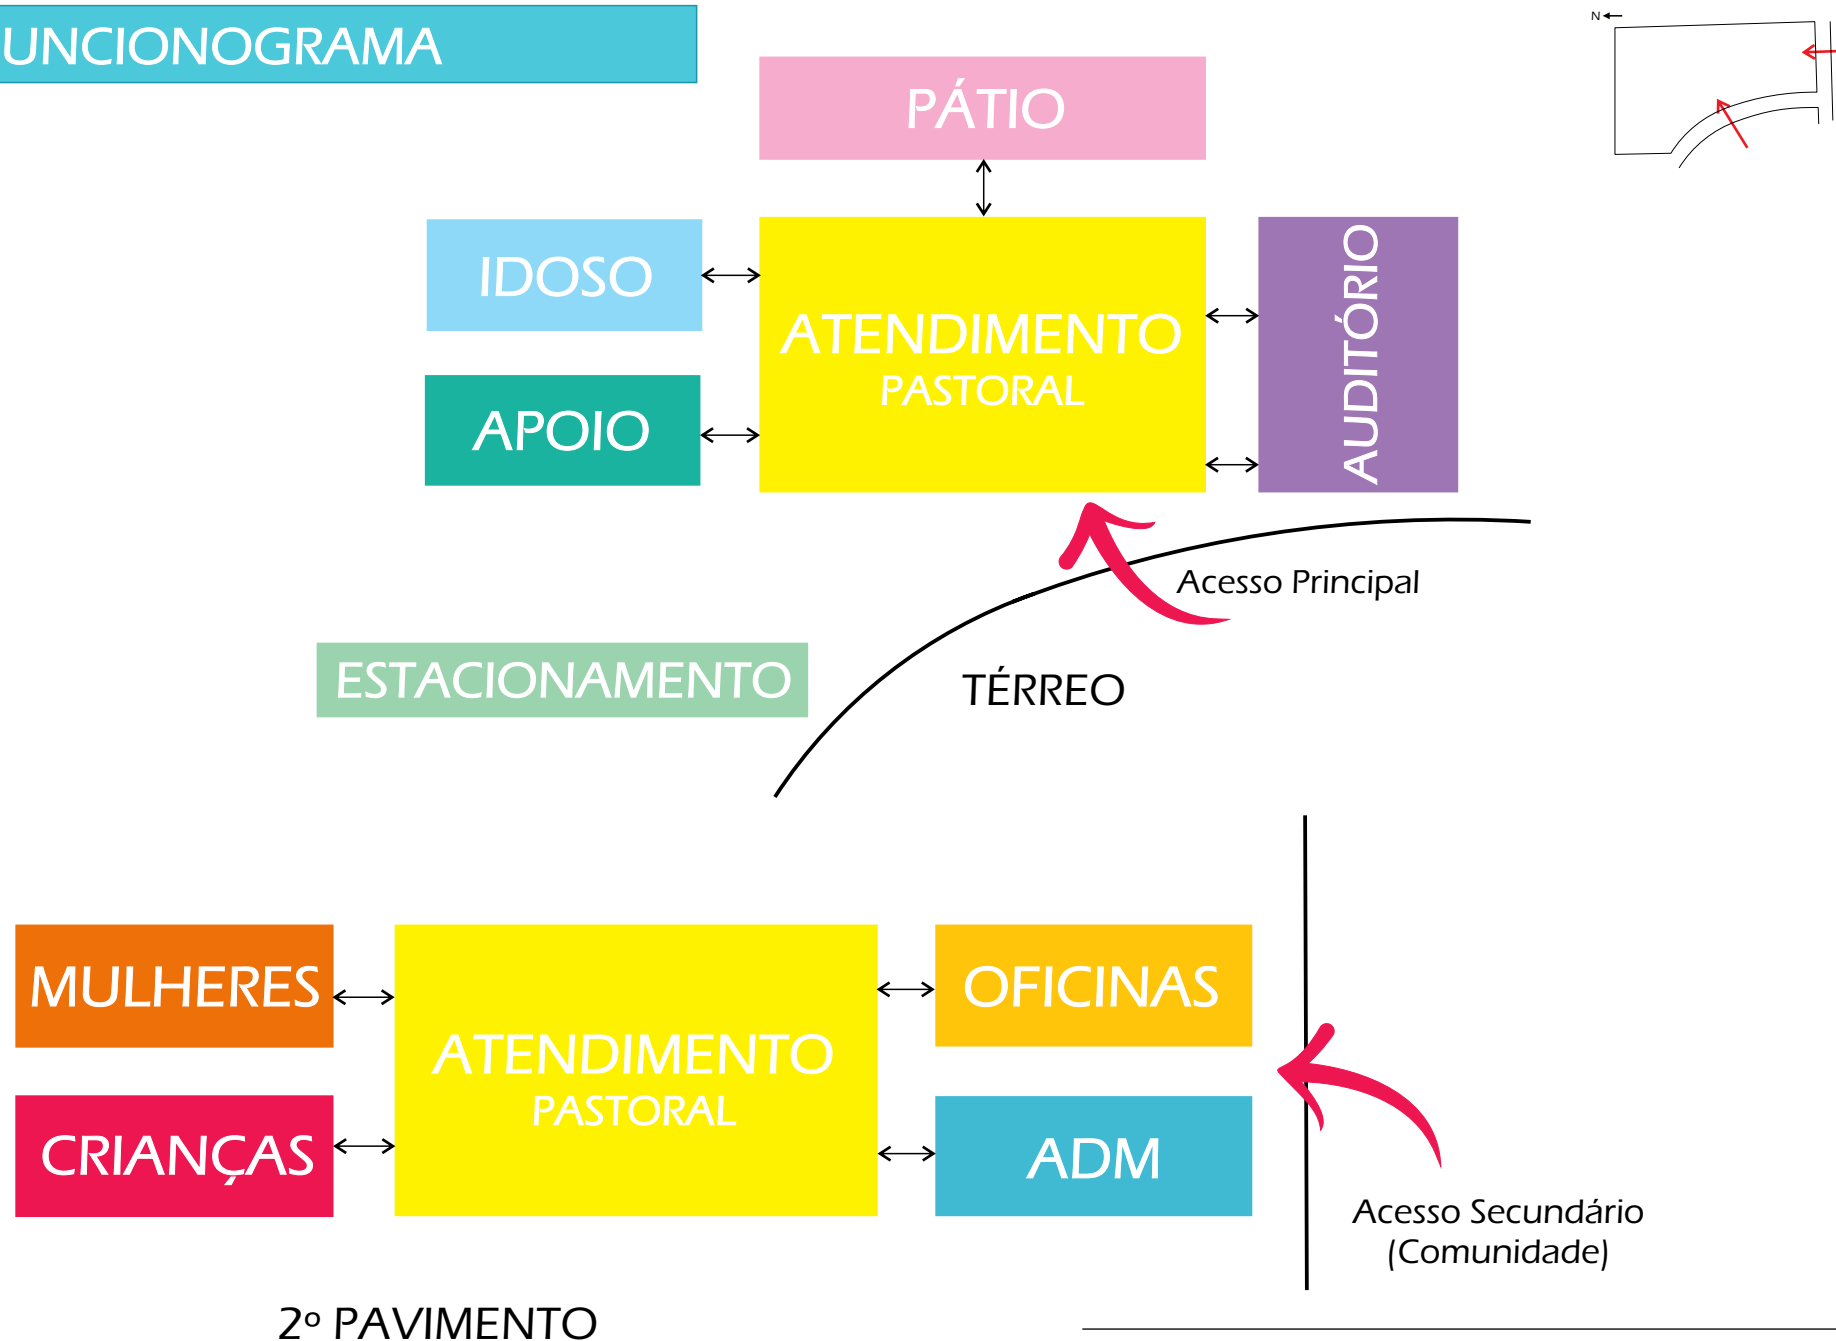 UNCIONOGRAMA
N
PÁTIO
IDOSO
ATENDIMENTO
PASTORAL
AUDITÓRIO
APOIO
Acesso Principal
ESTACIONAMENTO
TÉRREO
MULHERES
ATENDIMENTO
PASTORAL
OFICINAS
CRIANÇAS
ADM
Acesso Secundário
(Comunidade)
2º PAVIMENTO